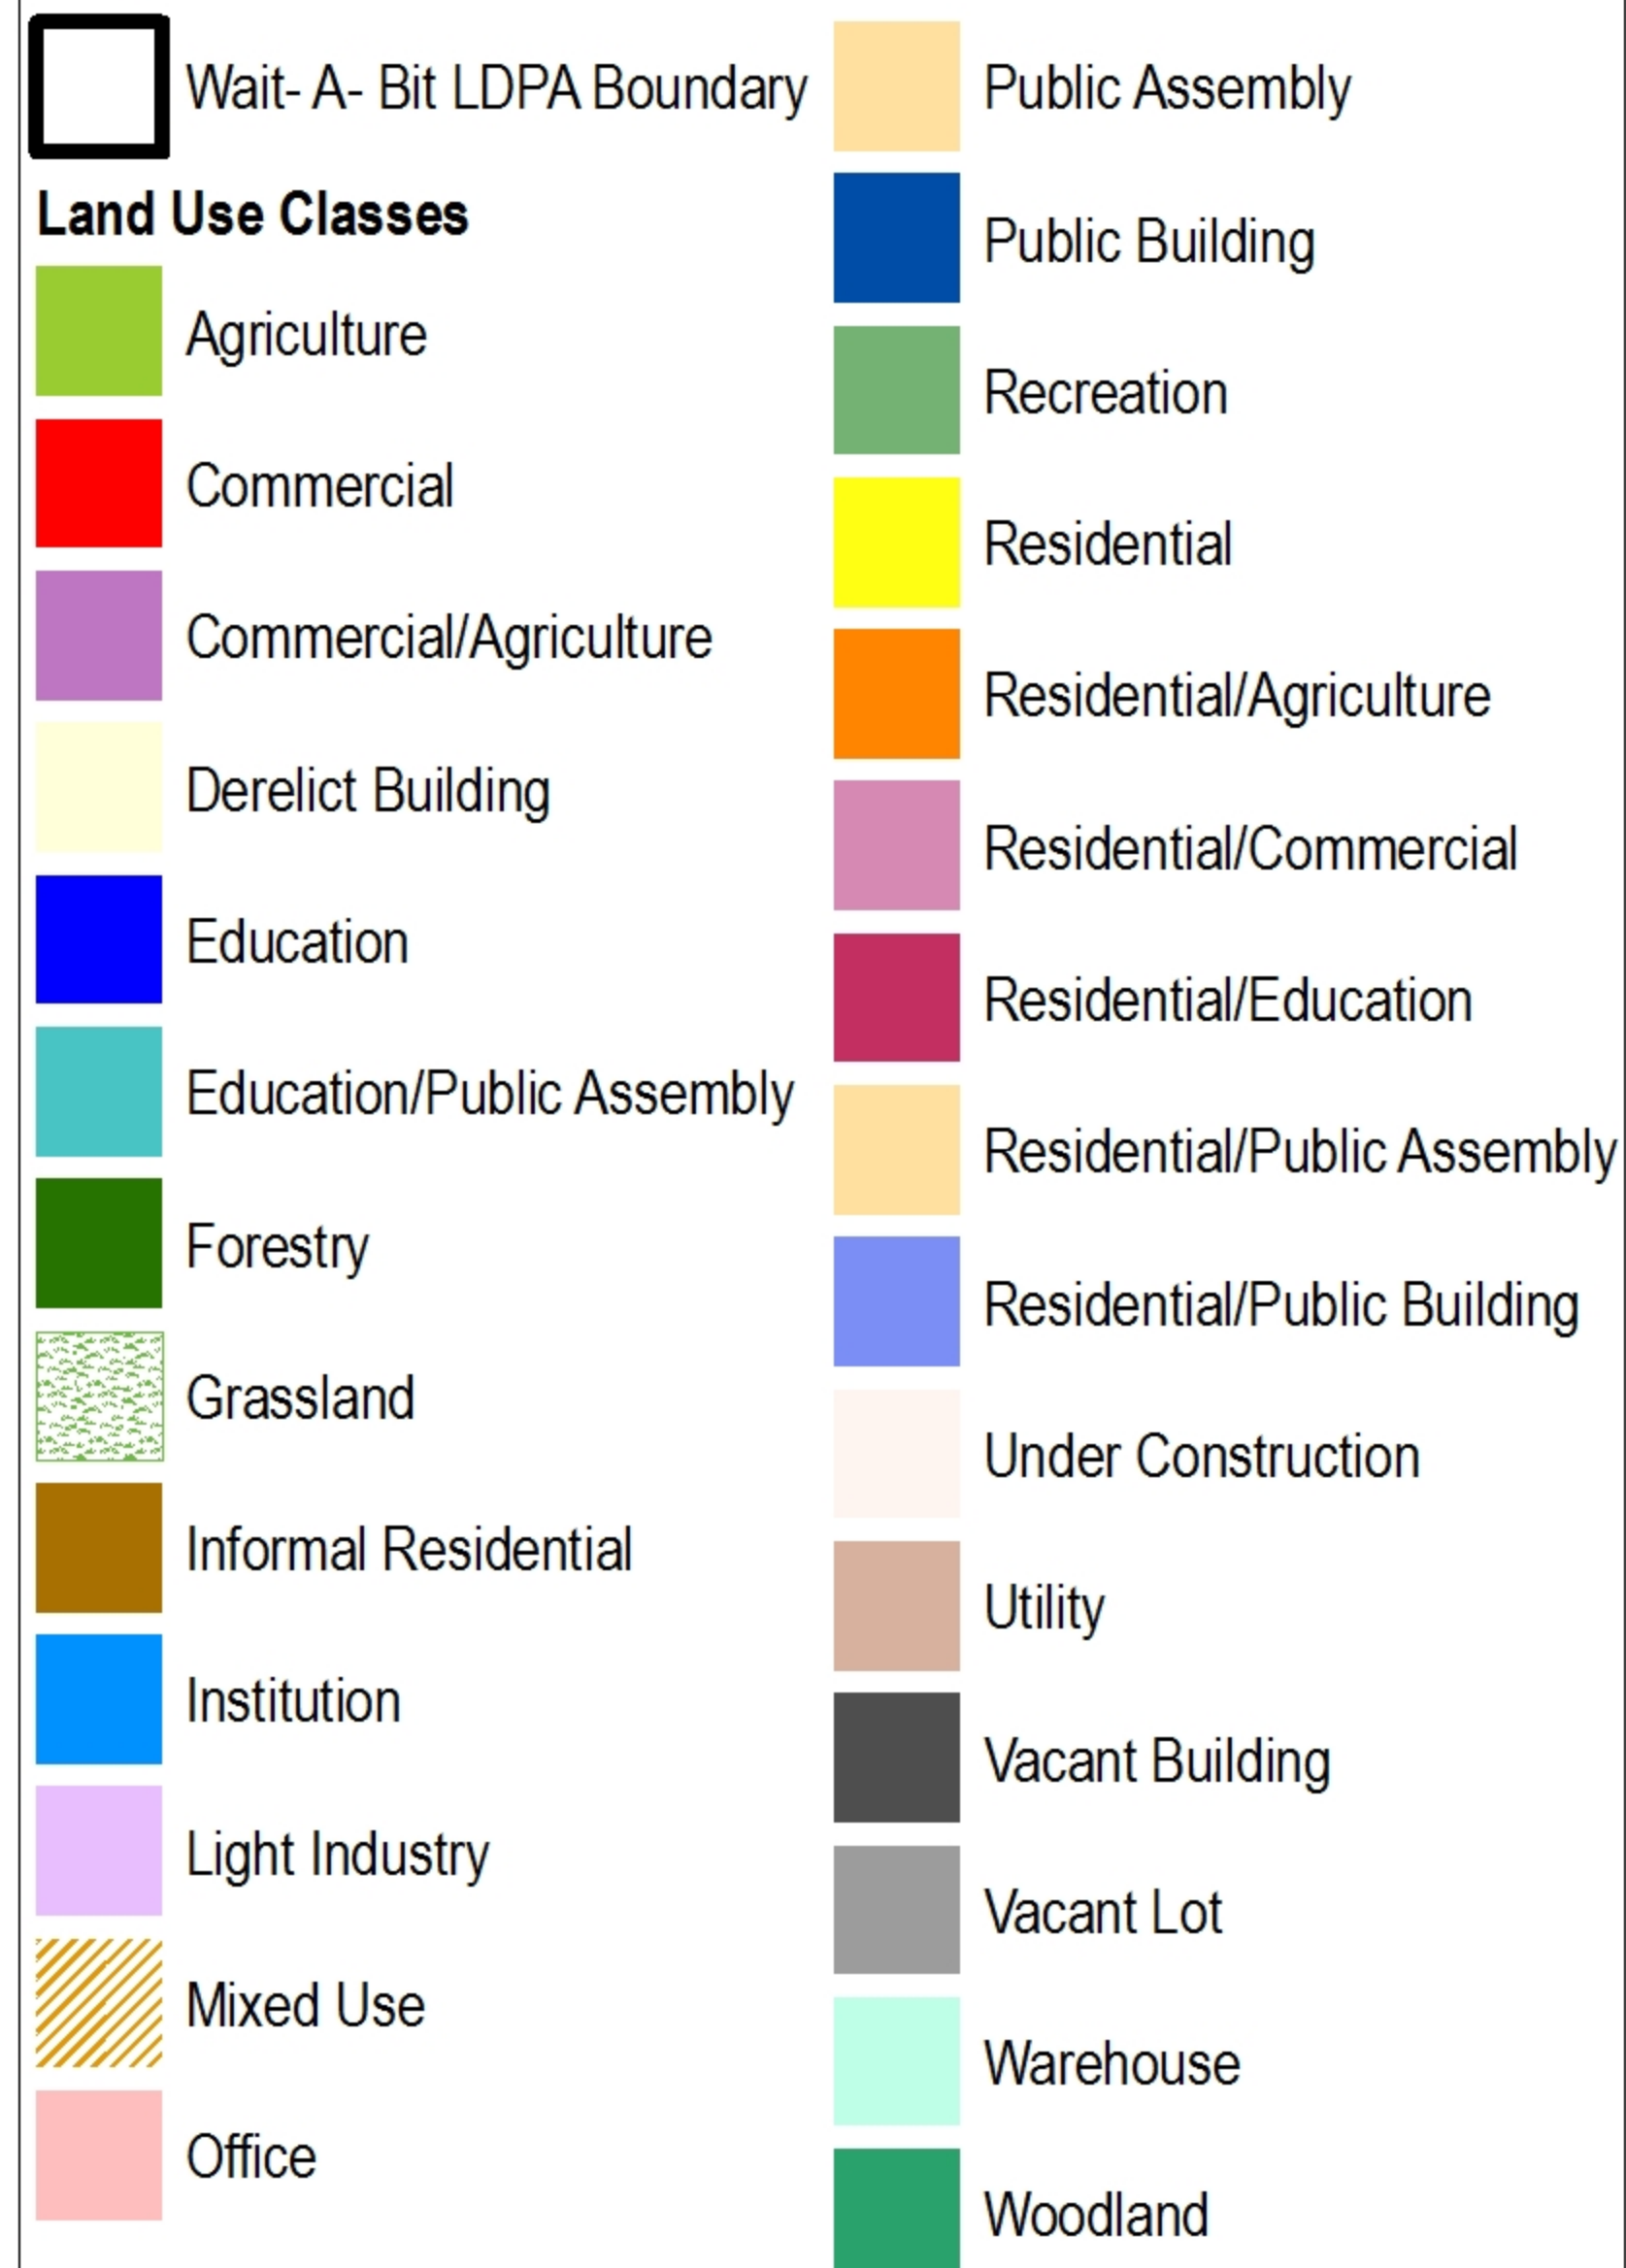 Wait- A- Bit LDPA Boundary
Land Use Classes
Agriculture
Commercial
Commercial/Agriculture
Derelict Building
Education
Education/Public Assembly
Forestry
Grassland
Informal Residential
Institution
Light Industry
Mixed Use
Office
Public Assembly
Public Building
Recreation
Residential
Residential/Agriculture
Residential/Commercial
Residential/Education
Residential/Public Assembly
Residential/Public Building
Under Construction
Utility
Vacant Building
Vacant Lot
Warehouse
Woodland